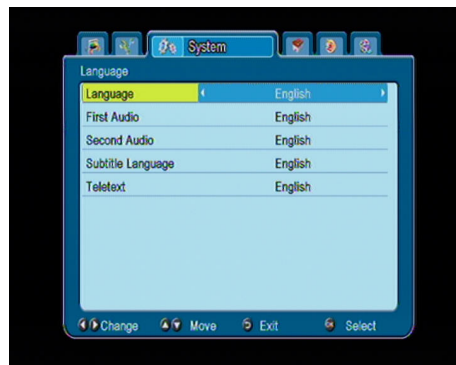 System
Language
Language English
First Audio English
Second Audio English
Subtitle Language English
Teletext English
Change Move Exit Select